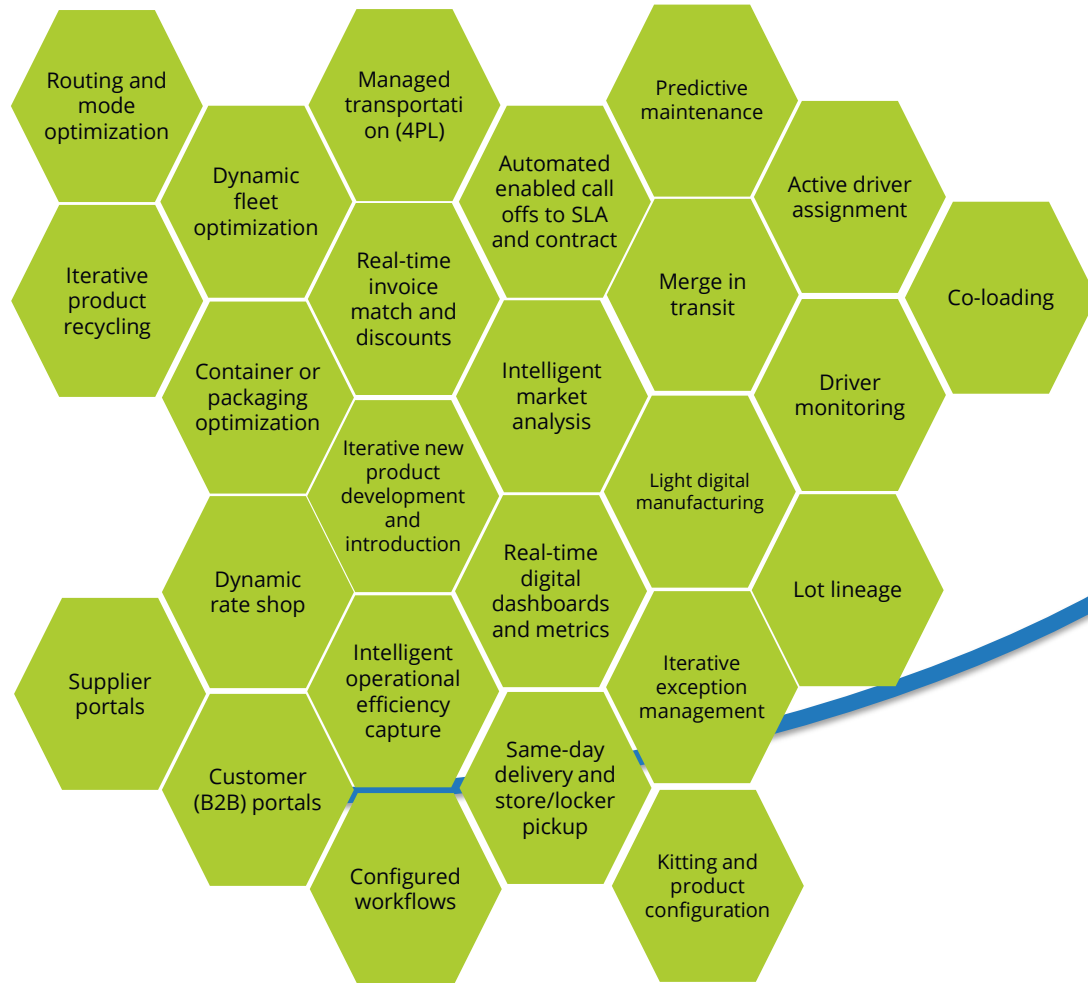 Routing and
mode
optimization
Managed
transportati
on (4PL)
Predictive
maintenance
Dynamic
fleet
optimization
Automated
enabled call
offs to SLA
and contract
Active driver
assignment
Iterative
product
recycling
Real-time
invoice
match and
discounts
Merge in
transit
Co-loading
Container or
packaging
optimization
Intelligent
market
analysis
Driver
monitoring
Iterative new
product
development
and
introduction
Light digital
manufacturing
Dynamic
rate shop
Real-time
digital
dashboards
and metrics
Lot lineage
Supplier
portals
Intelligent
operational
efficiency
capture
Iterative
exception
management
Customer
(B2B) portals
Same-day
delivery and
store/locker
pickup
Configured
workflows
Kitting and
product
configuration